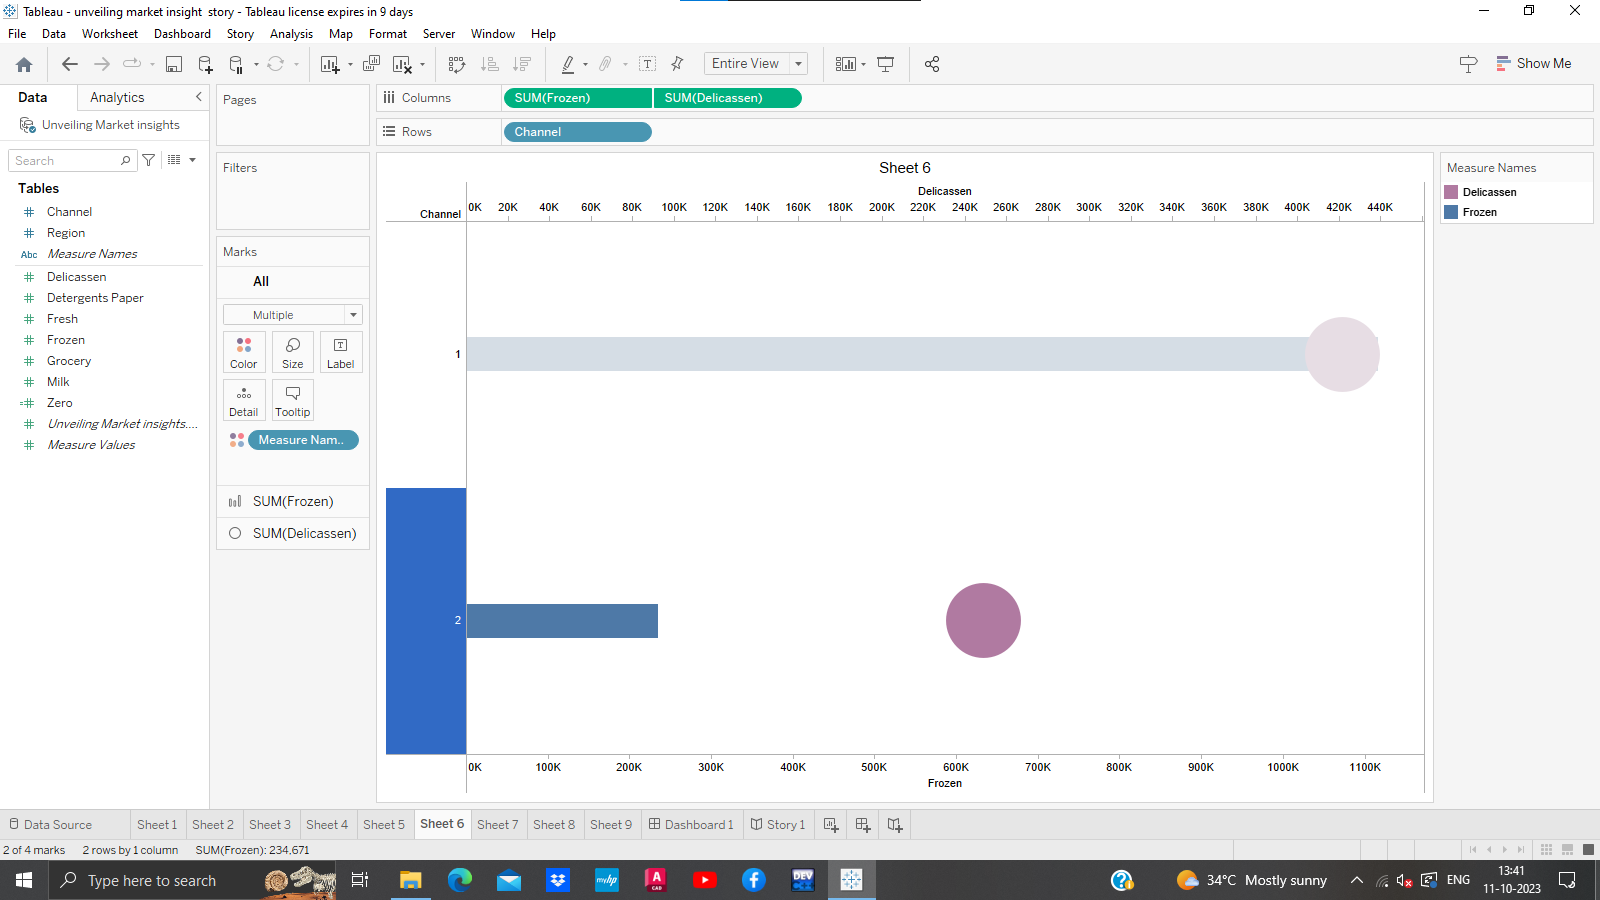 Tableau - unveiling market insight  story - Tableau license expires in 9 days
File Data Worksheet Dashboard Story Analysis Map Format Server Window Help
Entire View
Show Me
Data Analytics
Unveiling Market insights
Search
Tables
Channel
Region
Abc Measure Names
Delicassen
Detergents Paper
Fresh
Frozen
Grocery
Milk
Zero
Unveiling Market insights....
Measure Values
Pages
Filters
Marks
All
Multiple
Color Size Label
Detail Tooltip
Measure Nam..
SUM(Frozen)
SUM(Delicassen)
Columns SUM(Frozen) SUM(Delicassen)
Rows Channel
Sheet 6
Delicassen
Channel 0K 20K 40K 60K 80K 100K 120K 140K 160K 180K 200K 220K 240K 260K 280K 300K 320K 340K 360K 380K 400K 420K 440K
1
2
0K 100K 200K 300K 400K 500K 600K 700K 800K 900K 1000K 1100K
Frozen
Measure Names
Delicassen
Frozen
Data Source Sheet 1 Sheet 2 Sheet 3 Sheet 4 Sheet 5 Sheet 6 Sheet 7 Sheet 8 Sheet 9 Dashboard 1 Story 1
2 of 4 marks 2 rows by 1 column SUM(Frozen): 234,671
Type here to search
myhp
A
CAD
DEV
34°C Mostly sunny
ENG
13:41
11-10-2023